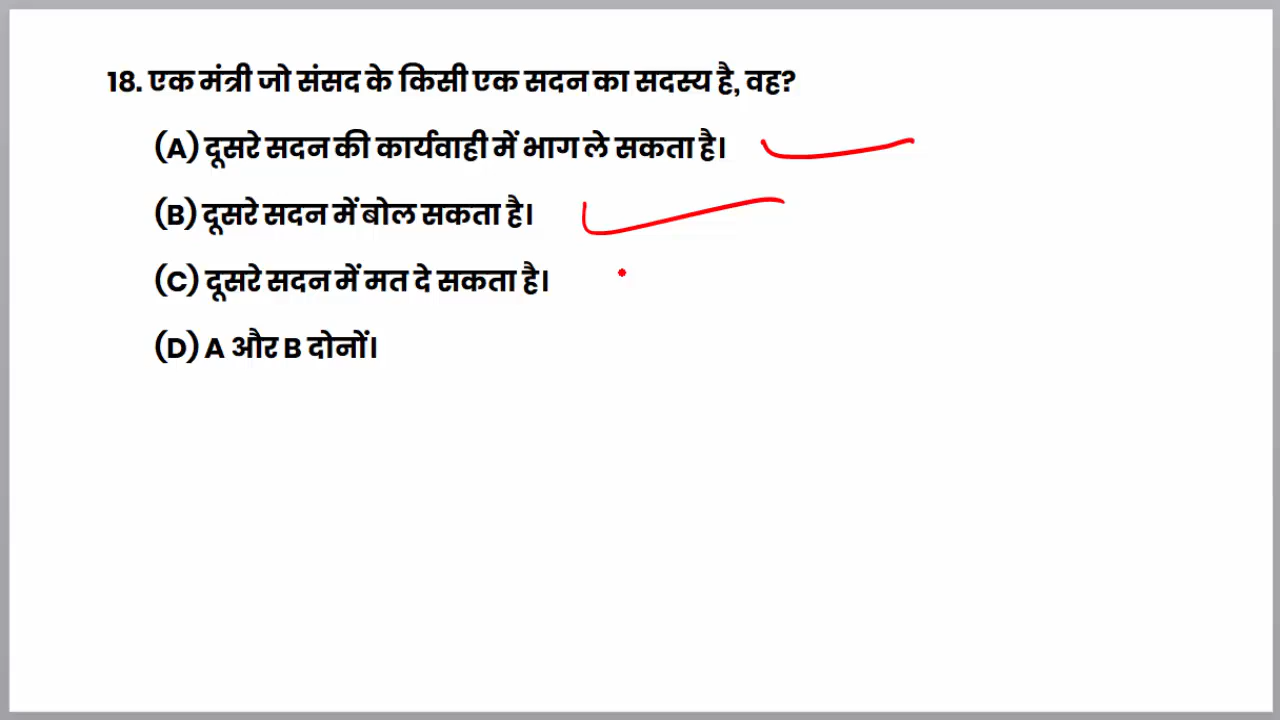 18. एक मंत्री जो संसद के किसी एक सदन का सदस्य है, वह?
(A) दूसरे सदन की कार्यवाही में भाग ले सकता है।
(B) दूसरे सदन में बोल सकता है।
(C) दूसरे सदन में मत दे सकता है।
(D) A और B दोनों।